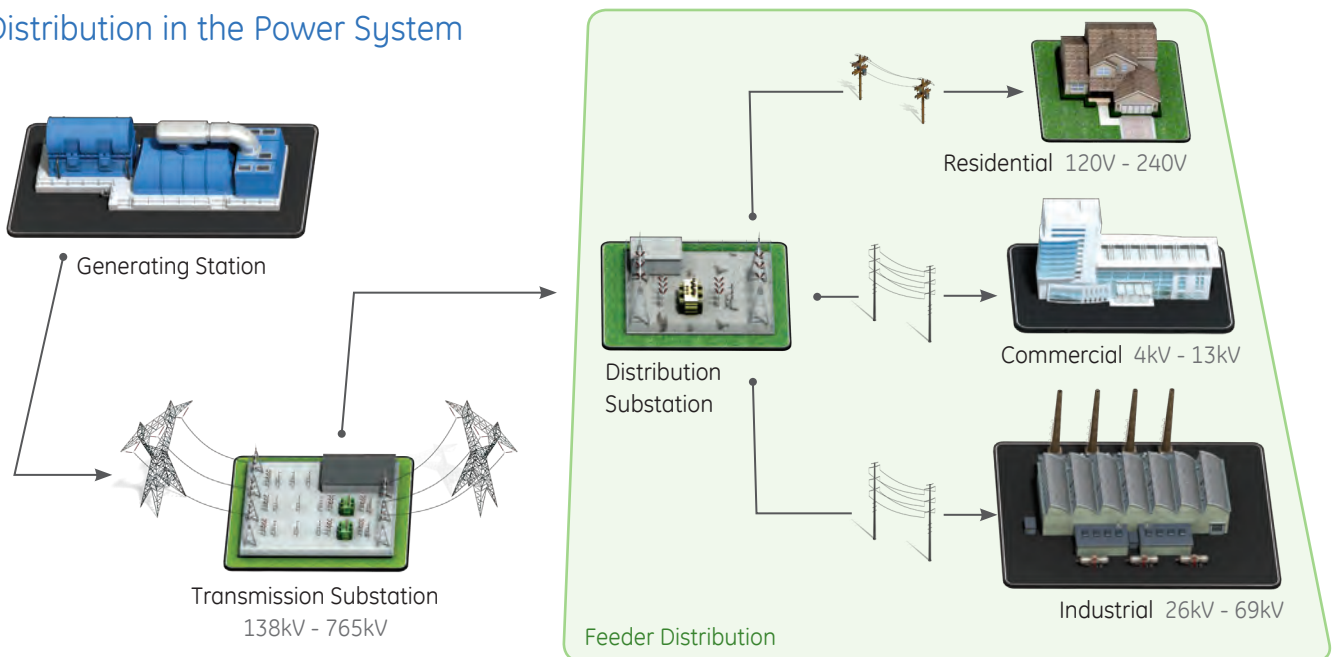 Distribution in the Power System
Generating Station
Transmission Substation
138kV - 765kV
Distribution
Substation
Residential 120V - 240V
Commercial 4kV - 13kV
Industrial 26kV - 69kV
Feeder Distribution